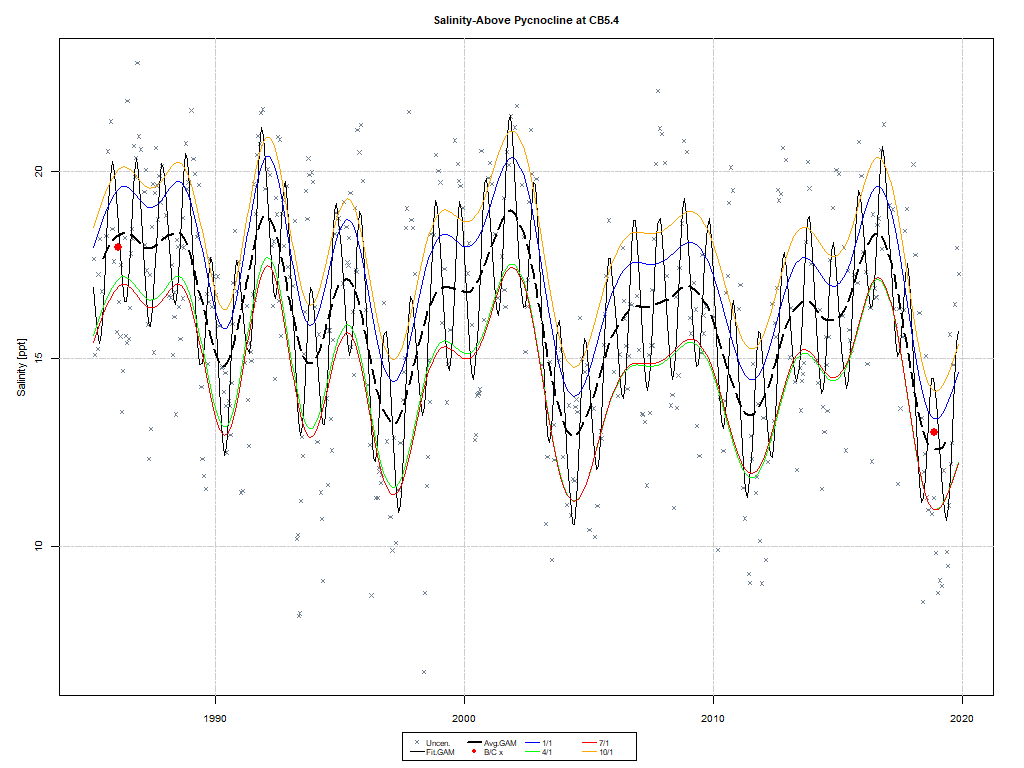 Salinity-Above Pycnocline at CB5.4
Salinity [ppt]
20
15
10
1990 2000 2010 2020
Uncen. Avg.GAM 1/1 7/1
Fit.GAM B/C x 4/1 10/1